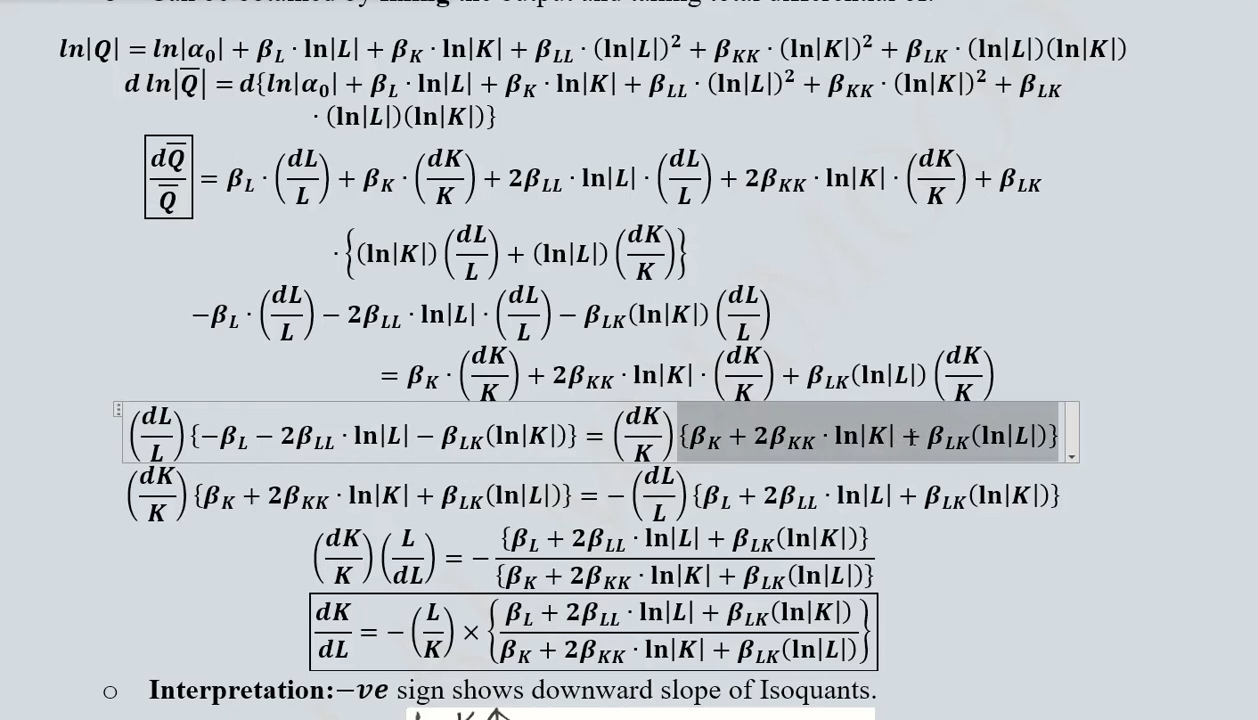 ln|Q| = ln|α₀| + β_L · ln|L| + β_K · ln|K| + β_LL · (ln|L|)² + β_KK · (ln|K|)² + β_LK · (ln|L|)(ln|K|)
d ln|Q̅| = d{ln|α₀| + β_L · ln|L| + β_K · ln|K| + β_LL · (ln|L|)² + β_KK · (ln|K|)² + β_LK
· (ln|L|)(ln|K|)}
dQ̅/Q̅ = β_L · (dL/L) + β_K · (dK/K) + 2β_LL · ln|L| · (dL/L) + 2β_KK · ln|K| · (dK/K) + β_LK
· {(ln|K|)(dL/L) + (ln|L|)(dK/K)}
−β_L · (dL/L) − 2β_LL · ln|L| · (dL/L) − β_LK(ln|K|)(dL/L)
= β_K · (dK/K) + 2β_KK · ln|K| · (dK/K) + β_LK(ln|L|)(dK/K)
(dL/L){−β_L − 2β_LL · ln|L| − β_LK(ln|K|)} = (dK/K){β_K + 2β_KK · ln|K| + β_LK(ln|L|)}
(dK/K){β_K + 2β_KK · ln|K| + β_LK(ln|L|)} = −(dL/L){β_L + 2β_LL · ln|L| + β_LK(ln|K|)}
(dK/K)(L/dL) = −{β_L + 2β_LL · ln|L| + β_LK(ln|K|)}/{β_K + 2β_KK · ln|K| + β_LK(ln|L|)}
dK/dL = −(L/K) × {β_L + 2β_LL · ln|L| + β_LK(ln|K|)/β_K + 2β_KK · ln|K| + β_LK(ln|L|)}
○ Interpretation:−ve sign shows downward slope of Isoquants.